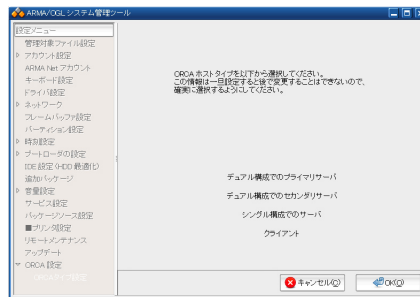 ARMA/OGL システム管理ツール
設定メニュー
管理対象ファイル設定
アカウント設定
ARMA Net アカウント
キーボード設定
ドライバ設定
ネットワーク
フレームバッファ設定
パーティション設定
時刻設定
ブートローダの設定
IDE 設定 (HDD 最適化)
追加パッケージ
音量設定
サービス設定
パッケージソース設定
■プリンタ設定
リモートメンテナンス
アップデート
ORCA 設定
ORCA ホストタイプを以下から選択してください。
この情報は一旦設定すると後で変更することはできないので、
確実に選択するようにしてください。
デュアル構成でのプライマリサーバ
デュアル構成でのセカンダリサーバ
シングル構成でのサーバ
クライアント
キャンセル(C)
OK(O)